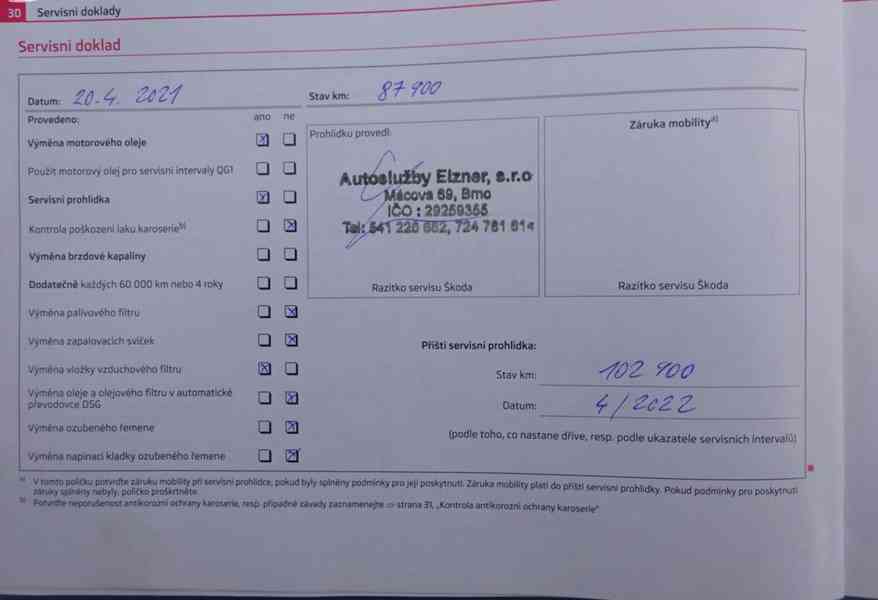 30 Servisní doklady
Servisní doklad
Datum: 20.4. 2021
Stav km: 87 900
Provedeno: ano ne
Výměna motorového oleje
Použit motorový olej pro servisní intervaly QG1
Servisní prohlídka
Kontrola poškození laku karoserie b)
Výměna brzdové kapaliny
Dodatečně každých 60 000 km nebo 4 roky
Výměna palivového filtru
Výměna zapalovacích svíček
Výměna vložky vzduchového filtru
Výměna oleje a olejového filtru v automatické
převodovce DSG
Výměna ozubeného řemene
Výměna napínací kladky ozubeného řemene
Prohlídku provedl:
Autoslužby Elzner, s.r.o
Mácova 69, Brno
IČO : 29259355
Tel: 541 226 662, 724 781 614
Razítko servisu Škoda
Záruka mobility a)
Razítko servisu Škoda
Příští servisní prohlídka:
Stav km: 102 900
Datum: 4/2022
(podle toho, co nastane dříve, resp. podle ukazatele servisních intervalů)
a) V tomto políčku potvrďte záruku mobility při servisní prohlídce, pokud byly splněny podmínky pro její poskytnutí. Záruka mobility platí do příští servisní prohlídky. Pokud podmínky pro poskytnutí
záruky splněny nebyly, políčko proškrtněte.
b) Potvrďte neporušenost antikorozní ochrany karoserie, resp. případné závady zaznamenejte ⇒ strana 31, „Kontrola antikorozní ochrany karoserie"